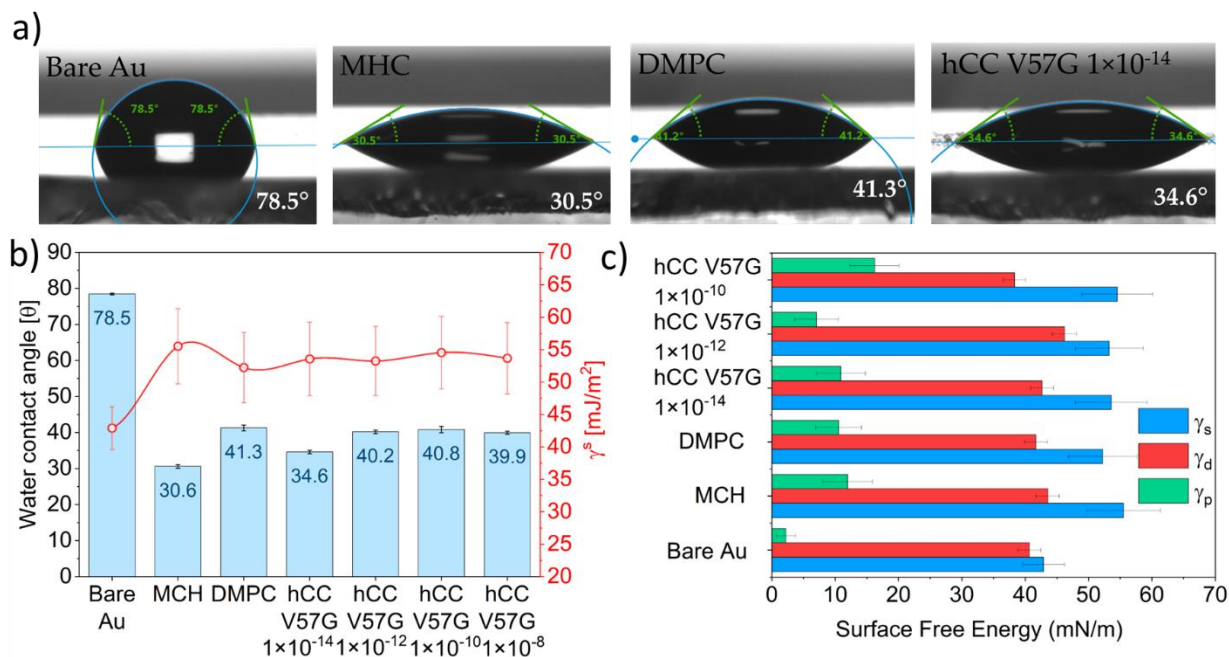 a)
Bare Au
78.5°
78.5°
78.5°
MHC
30.5°
30.5°
30.5°
DMPC
41.2°
41.2°
41.3°
hCC V57G 1×10⁻¹⁴
34.6°
34.6°
34.6°
b)
Water contact angle [θ]
90
80
70
60
50
40
30
20
10
0
78.5
30.6
41.3
34.6
40.2
40.8
39.9
70
65
60
55
50
45
40
35
30
25
20
γˢ [mJ/m²]
Bare
Au
MCH
DMPC
hCC
V57G
1×10⁻¹⁴
hCC
V57G
1×10⁻¹²
hCC
V57G
1×10⁻¹⁰
hCC
V57G
1×10⁻⁸
c)
hCC V57G
1×10⁻¹⁰
hCC V57G
1×10⁻¹²
hCC V57G
1×10⁻¹⁴
DMPC
MCH
Bare Au
γₛ
γ_d
γₚ
0
10
20
30
40
50
60
70
Surface Free Energy (mN/m)